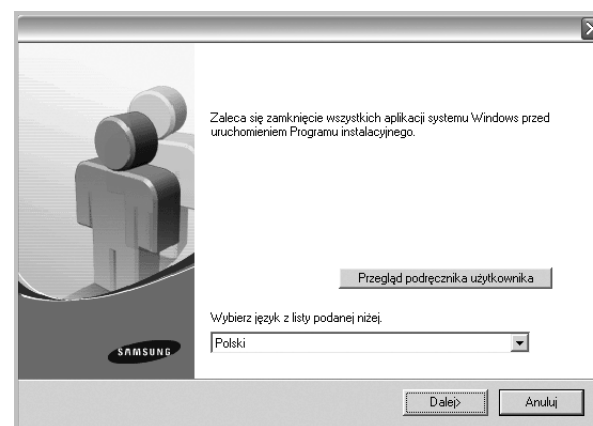 Zaleca się zamknięcie wszystkich aplikacji systemu Windows przed
uruchomieniem Programu instalacyjnego.
Przegląd podręcznika użytkownika
Wybierz język z listy podanej niżej.
Polski
SAMSUNG
Dalej>
Anuluj